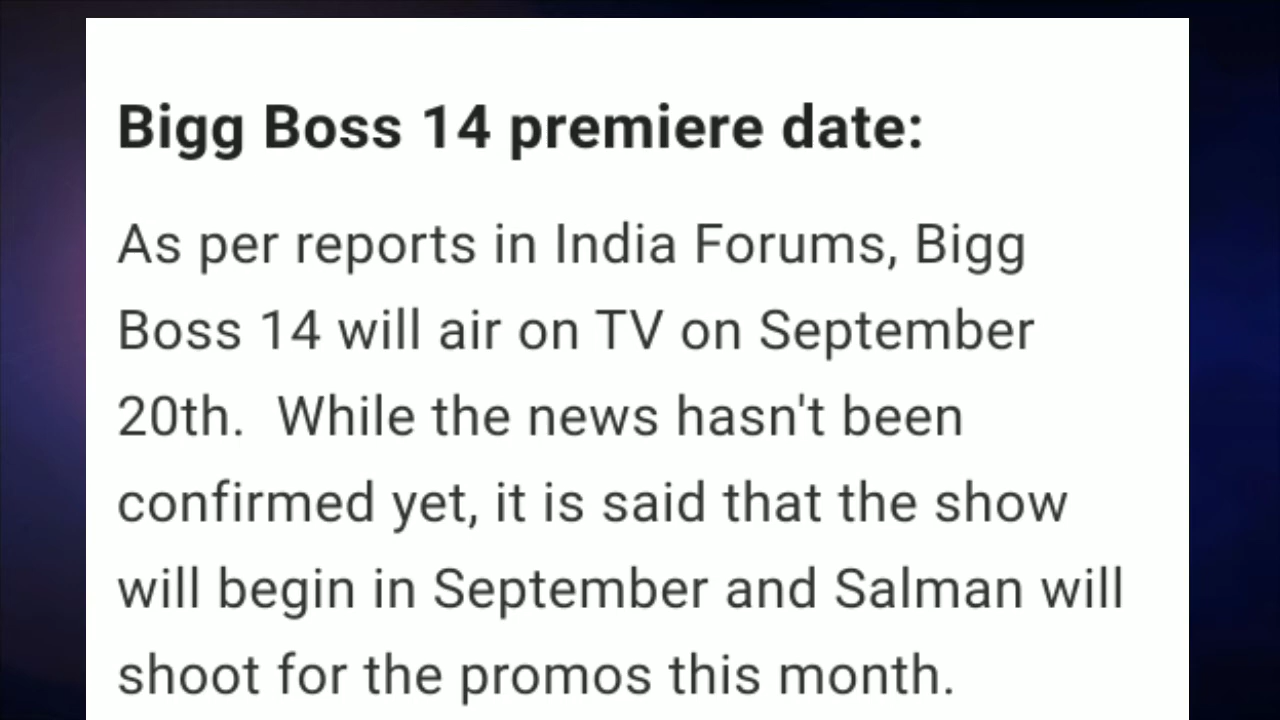 Bigg Boss 14 premiere date:
As per reports in India Forums, Bigg
Boss 14 will air on TV on September
20th.  While the news hasn't been
confirmed yet, it is said that the show
will begin in September and Salman will
shoot for the promos this month.